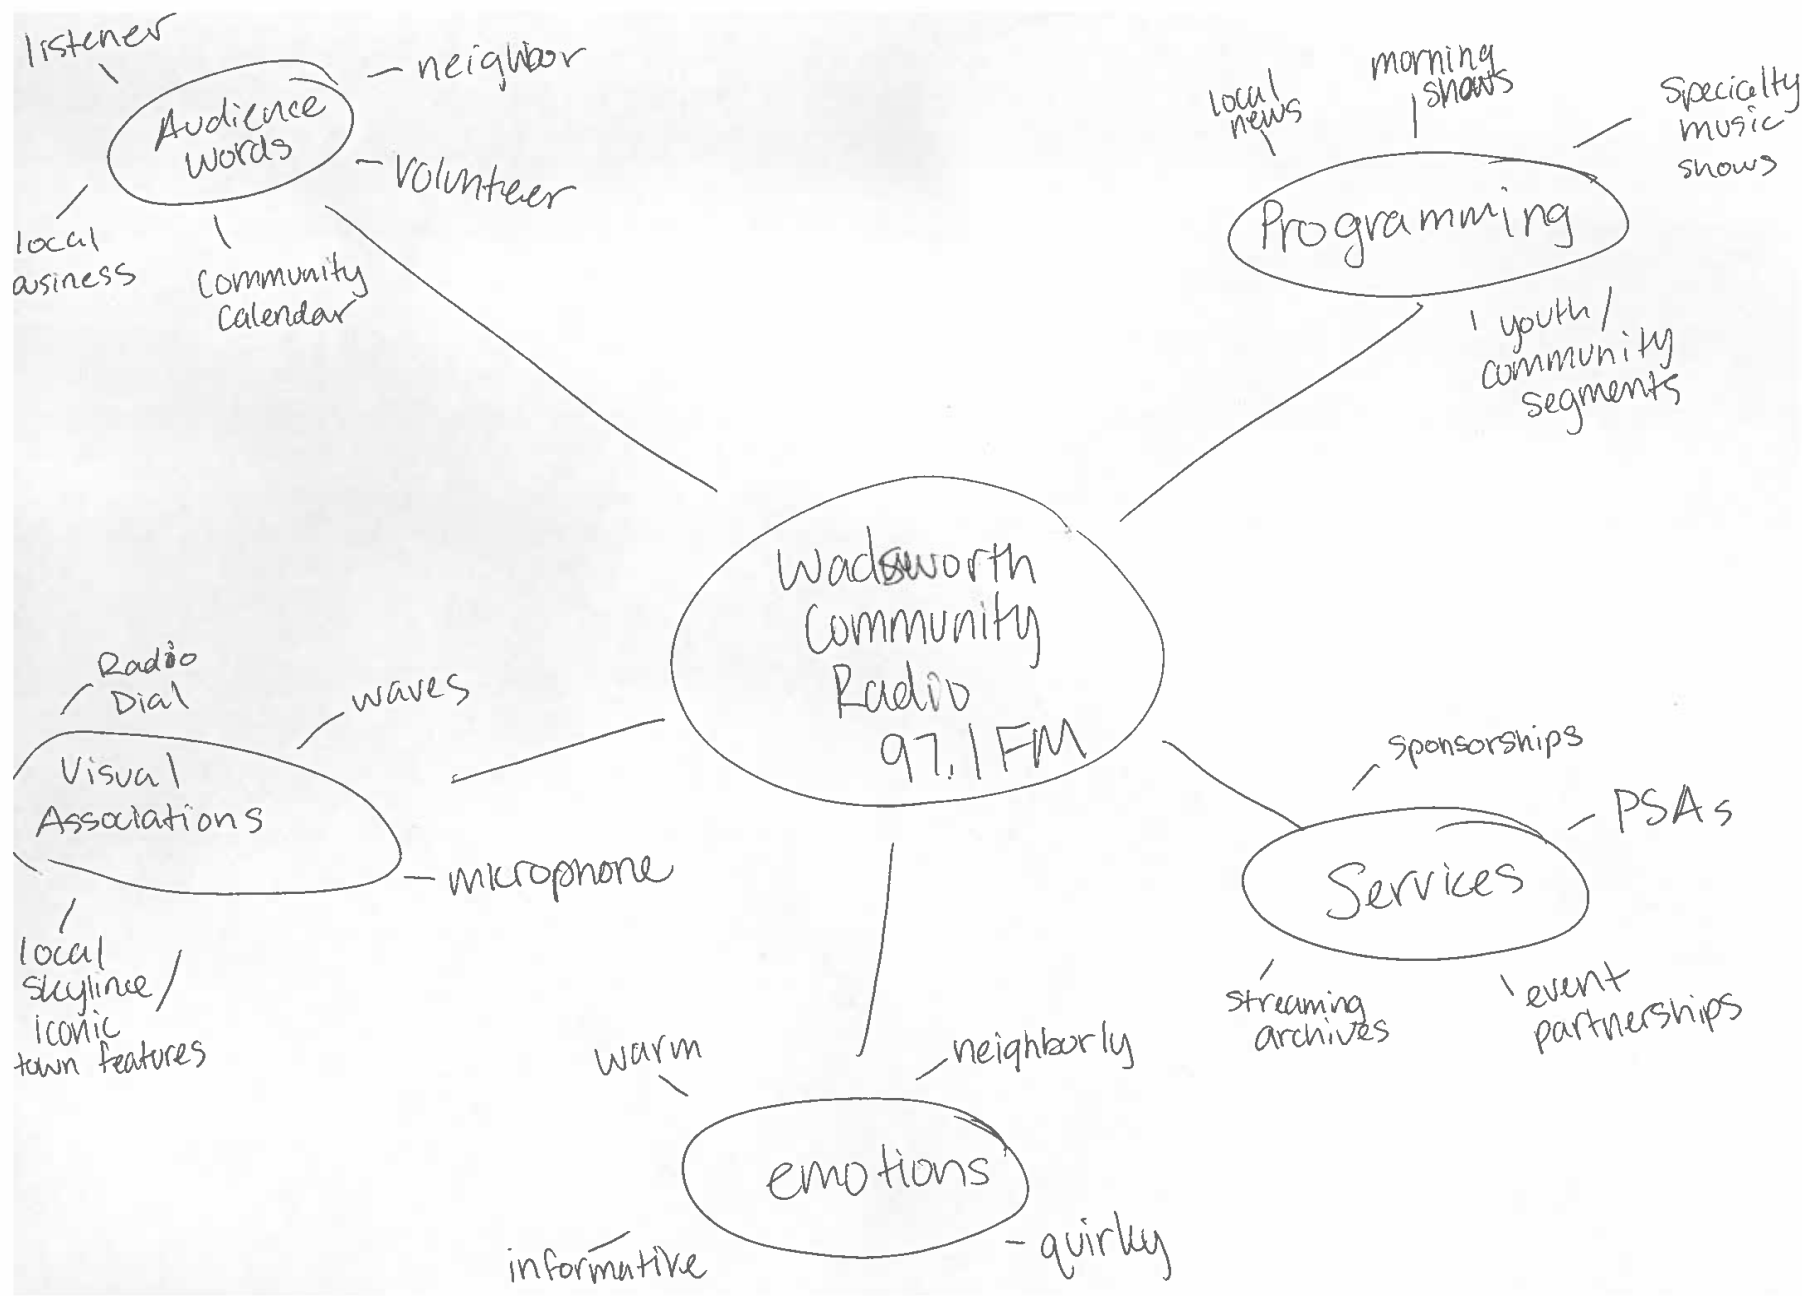 listener
neighbor
Audience
words
volunteer
local
business
Community
Calendar
local
news
morning
shows
Specialty
music
shows
Programming
youth/
community
segments
Wadsworth
Community
Radio
97.1 FM
Radio
Dial
waves
Visual
Associations
microphone
local
skyline/
iconic
town features
sponsorships
PSAs
Services
streaming
archives
event
partnerships
warm
neighborly
emotions
informative
quirky